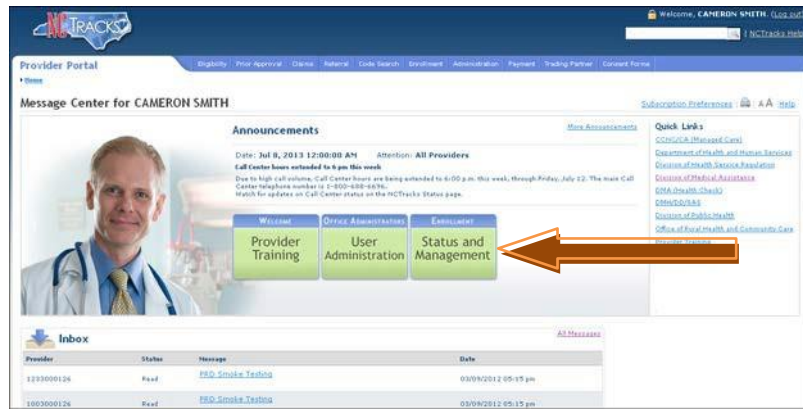 NCTRACKS
Welcome, CAMERON SMITH. (Log out)
| NCTracks Help
Provider Portal
Eligibility Prior Approval Claims Referral Code Search Enrollment Administration Payment Trading Partner Consent Forms
Home
Message Center for CAMERON SMITH
Subscription Preferences | AA Help
Announcements
More Announcements
Date: Jul 8, 2013 12:00:00 AM Attention: All Providers
Call Center hours extended to 6 pm this week
Due to high call volume, Call Center hours are being extended to 6:00 p.m. this week, through Friday, July 12. The main Call
Center telephone number is 1-800-688-6696.
Watch for updates on Call Center status on the NCTracks Status page.
WELCOME
Provider
Training
OFFICE ADMINISTRATORS
User
Administration
ENROLLMENT
Status and
Management
Quick Links
CCNC/CA (Managed Care)
Department of Health and Human Services
Division of Health Service Regulation
Division of Medical Assistance
DMA (Health Check)
DMH/DD/SAS
Division of Public Health
Office of Rural Health and Community Care
Provider Training
Inbox
All Messages
Provider Status Message Date
1233000126 Read PRD Smoke Testing 03/09/2012 05:15 pm
1003000126 Read PRD Smoke Testing 03/09/2012 05:15 pm